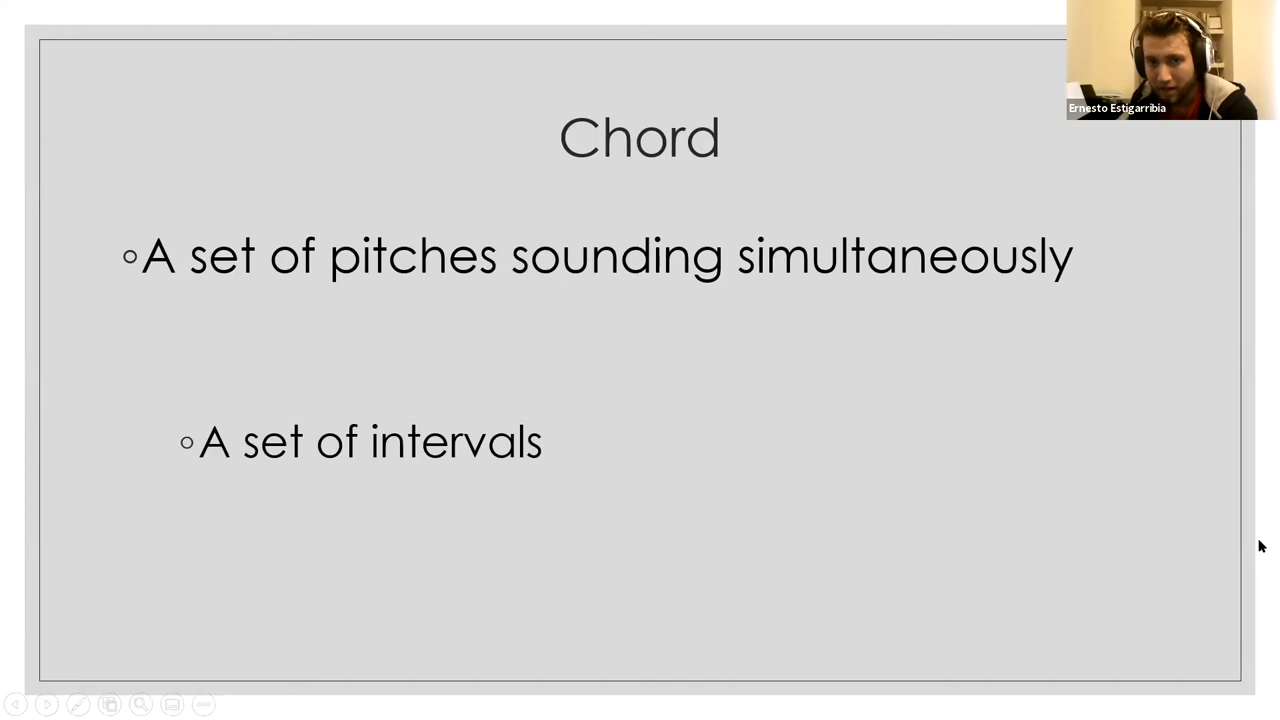 Ernesto Estigarribia
Chord
◦A set of pitches sounding simultaneously
◦A set of intervals